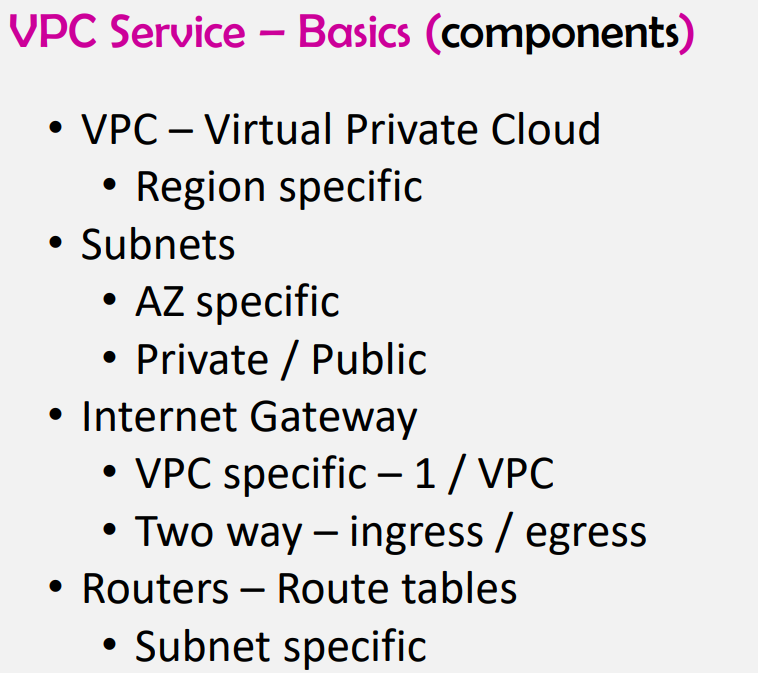 VPC Service – Basics (components)
• VPC – Virtual Private Cloud
• Region specific
• Subnets
• AZ specific
• Private / Public
• Internet Gateway
• VPC specific – 1 / VPC
• Two way – ingress / egress
• Routers – Route tables
• Subnet specific